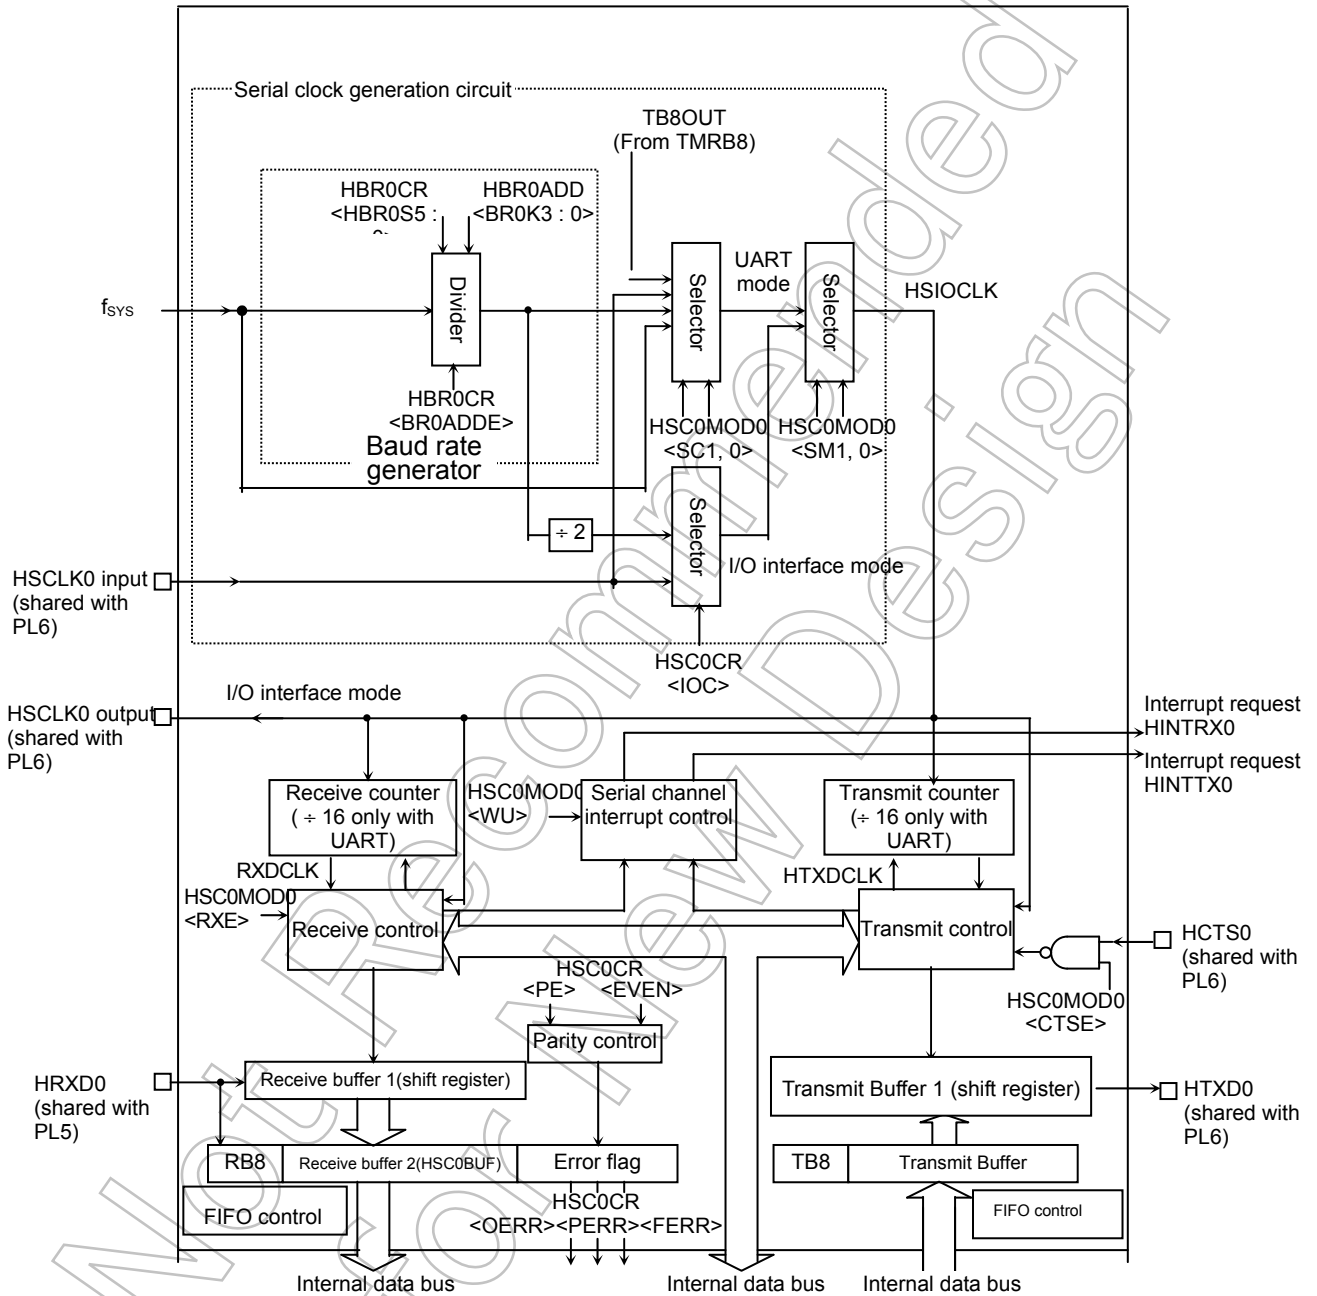 Serial clock generation circuit
TB8OUT
(From TMRB8)
HBR0CR
<HBR0S5 :
HBR0ADD
<BR0K3 : 0>
Divider
fSYS
HBR0CR
<BR0ADDE>
Baud rate
generator
Selector
UART
mode
Selector
HSIOCLK
HSC0MOD0
<SC1, 0>
HSC0MOD0
<SM1, 0>
÷ 2
Selector
I/O interface mode
HSCLK0 input
(shared with
PL6)
HSC0CR
<IOC>
I/O interface mode
HSCLK0 output
(shared with
PL6)
Interrupt request
HINTRX0
Interrupt request
HINTTX0
Receive counter
( ÷ 16 only with
UART)
HSC0MOD0
<WU>
Serial channel
interrupt control
Transmit counter
(÷ 16 only with
UART)
RXDCLK
HTXDCLK
HSC0MOD0
<RXE>
Receive control
Transmit control
HCTS0
(shared with
PL6)
HSC0MOD0
<CTSE>
HSC0CR
<PE>
<EVEN>
Parity control
HRXD0
(shared with
PL5)
Receive buffer 1(shift register)
Transmit Buffer 1 (shift register)
HTXD0
(shared with
PL6)
RB8
Receive buffer 2(HSC0BUF)
Error flag
TB8
Transmit Buffer
FIFO control
HSC0CR
<OERR><PERR><FERR>
FIFO control
Internal data bus
Internal data bus
Internal data bus
Not Recommended
for New Design